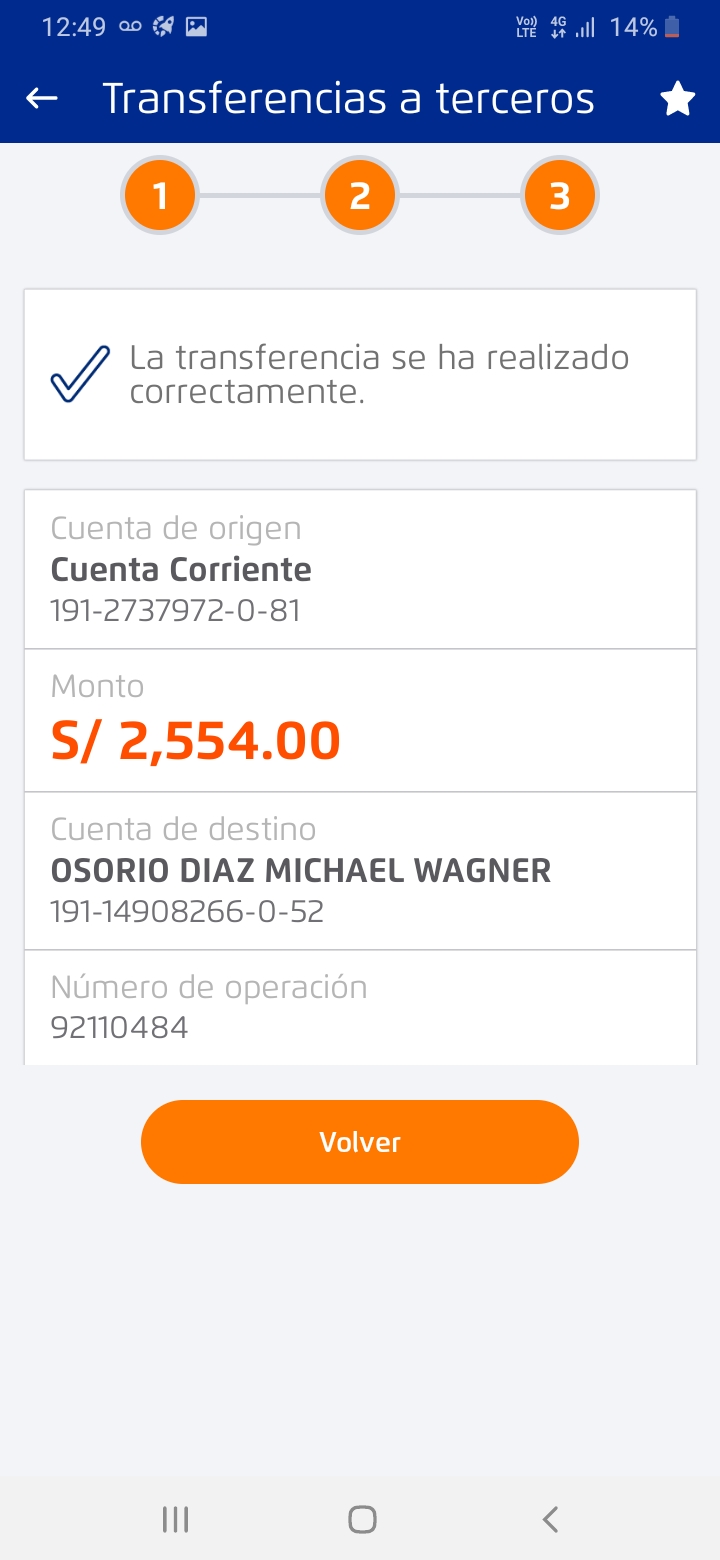 12:49
Vo)) LTE 4G 14%
Transferencias a terceros
1 2 3
La transferencia se ha realizado
correctamente.
Cuenta de origen
Cuenta Corriente
191-2737972-0-81
Monto
S/ 2,554.00
Cuenta de destino
OSORIO DIAZ MICHAEL WAGNER
191-14908266-0-52
Número de operación
92110484
Volver